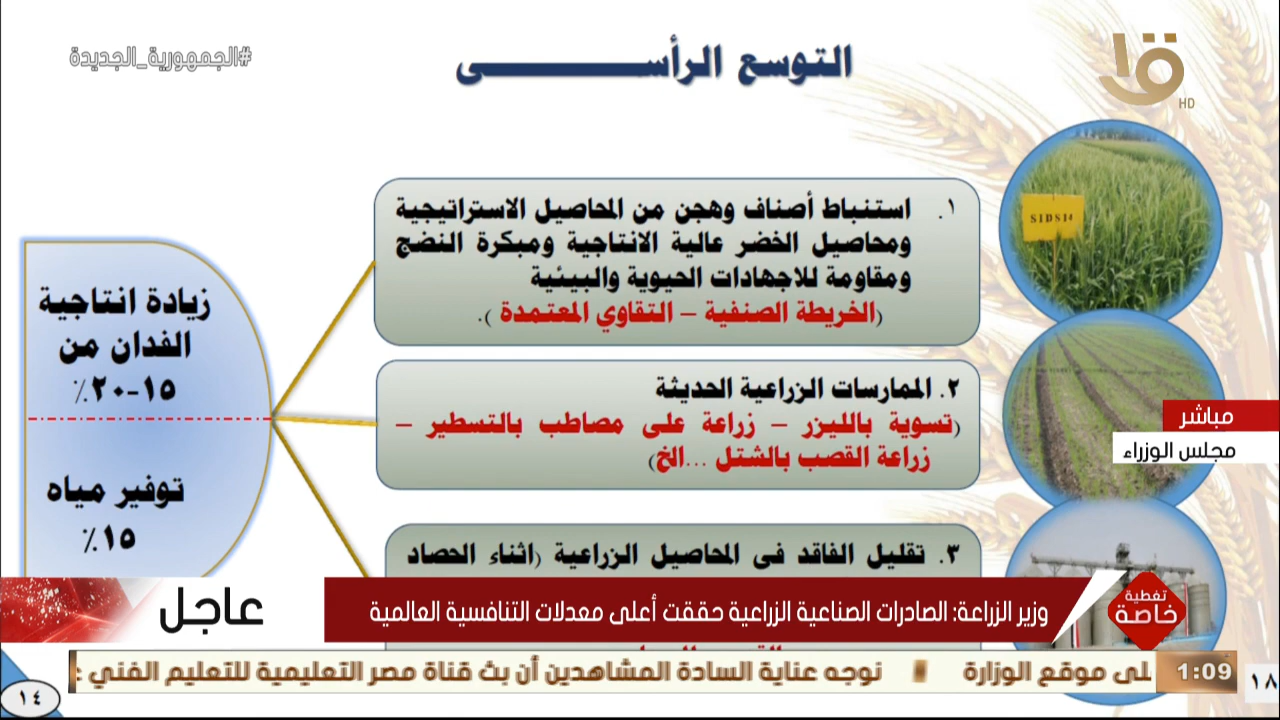 #الجمهورية_الجديدة
HD
التوسع الرأسى
١. استنباط أصناف وهجن من المحاصيل الاستراتيجية
ومحاصيل الخضر عالية الانتاجية ومبكرة النضج
ومقاومة للاجهادات الحيوية والبيئية
(الخريطة الصنفية – التقاوي المعتمدة ).
SIDS14
٢. الممارسات الزراعية الحديثة
(تسوية بالليزر – زراعة على مصاطب بالتسطير –
زراعة القصب بالشتل ...الخ)
٣. تقليل الفاقد فى المحاصيل الزراعية (اثناء الحصاد
زيادة انتاجية
الفدان من
١٥-٢٠٪
توفير مياه
١٥٪
مباشر
مجلس الوزراء
تغطية
خاصة
وزير الزراعة: الصادرات الصناعية الزراعية حققت أعلى معدلات التنافسية العالمية
عاجل
1:09
لى موقع الوزارة
نوجه عناية السادة المشاهدين أن بث قناة مصر التعليمية للتعليم الفني
١٤
١٨